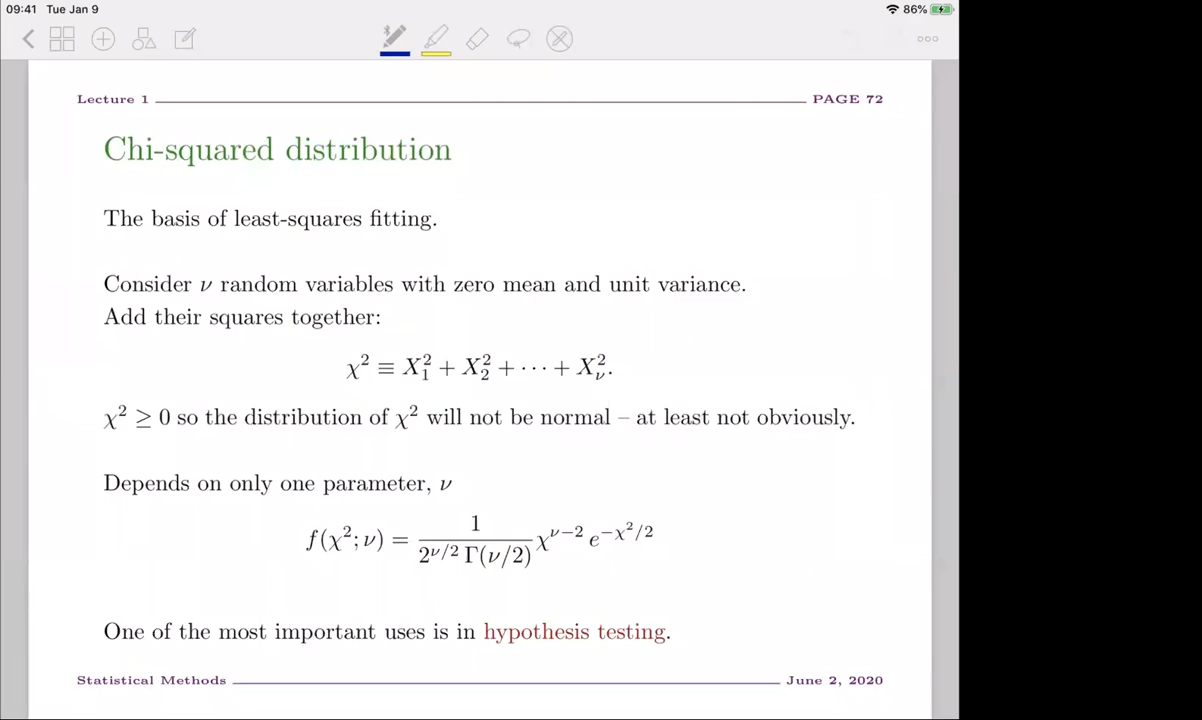 09:41 Tue Jan 9 86%
Lecture 1 PAGE 72
Chi-squared distribution
The basis of least-squares fitting.
Consider ν random variables with zero mean and unit variance.
Add their squares together:
χ² ≡ X₁² + X₂² + ⋯ + X_ν².
χ² ≥ 0 so the distribution of χ² will not be normal – at least not obviously.
Depends on only one parameter, ν
f(χ²; ν) = 1 / (2^{ν/2} Γ(ν/2)) χ^{ν−2} e^{−χ²/2}
One of the most important uses is in hypothesis testing.
Statistical Methods June 2, 2020